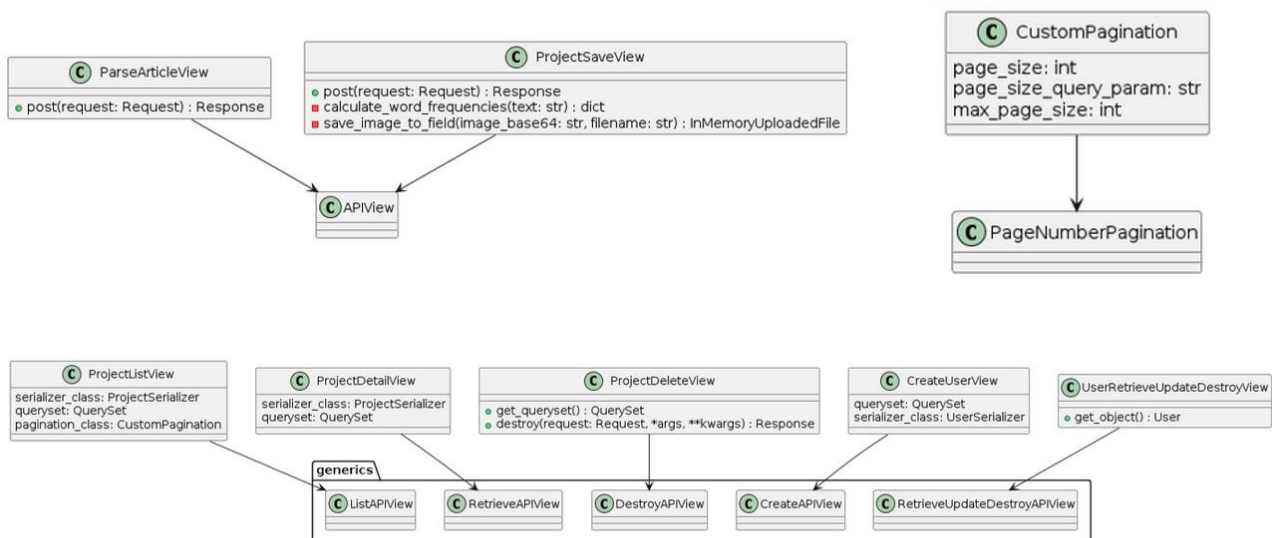 C ParseArticleView
post(request: Request) : Response
C ProjectSaveView
post(request: Request) : Response
calculate_word_frequencies(text: str) : dict
save_image_to_field(image_base64: str, filename: str) : InMemoryUploadedFile
C APIView
C CustomPagination
page_size: int
page_size_query_param: str
max_page_size: int
C PageNumberPagination
C ProjectListView
serializer_class: ProjectSerializer
queryset: QuerySet
pagination_class: CustomPagination
C ProjectDetailView
serializer_class: ProjectSerializer
queryset: QuerySet
C ProjectDeleteView
get_queryset() : QuerySet
destroy(request: Request, *args, **kwargs) : Response
C CreateUserView
queryset: QuerySet
serializer_class: UserSerializer
C UserRetrieveUpdateDestroyView
get_object() : User
generics
C ListAPIView
C RetrieveAPIView
C DestroyAPIView
C CreateAPIView
C RetrieveUpdateDestroyAPIView